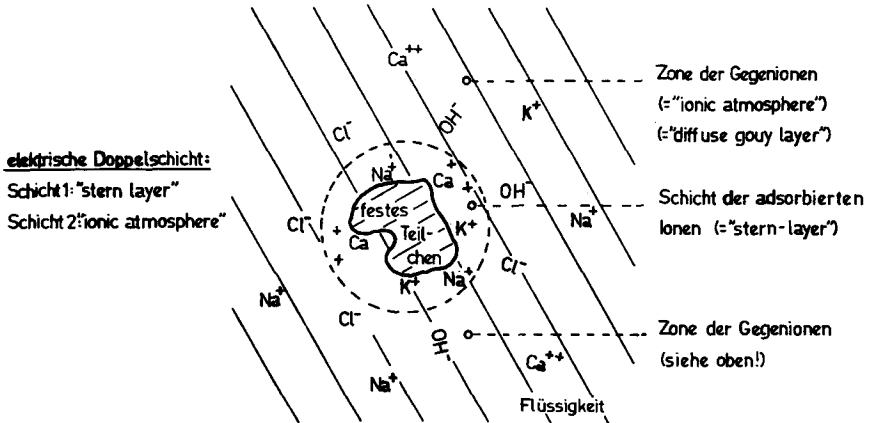 elektrische Doppelschicht:
Schicht 1: "stern layer"
Schicht 2: "ionic atmosphere"
Ca++
Cl-
OH-
K+
Na+
Ca
+
+
+
OH-
festes
Teil-
chen
K+
Cl-
Ca
+
+
Na+
K+
Na+
Cl-
Na+
Cl-
OH-
Ca++
Na+
Flüssigkeit
Zone der Gegenionen
(="ionic atmosphere")
(="diffuse gouy layer")
Schicht der adsorbierten
Ionen (="stern-layer")
Zone der Gegenionen
(siehe oben!)